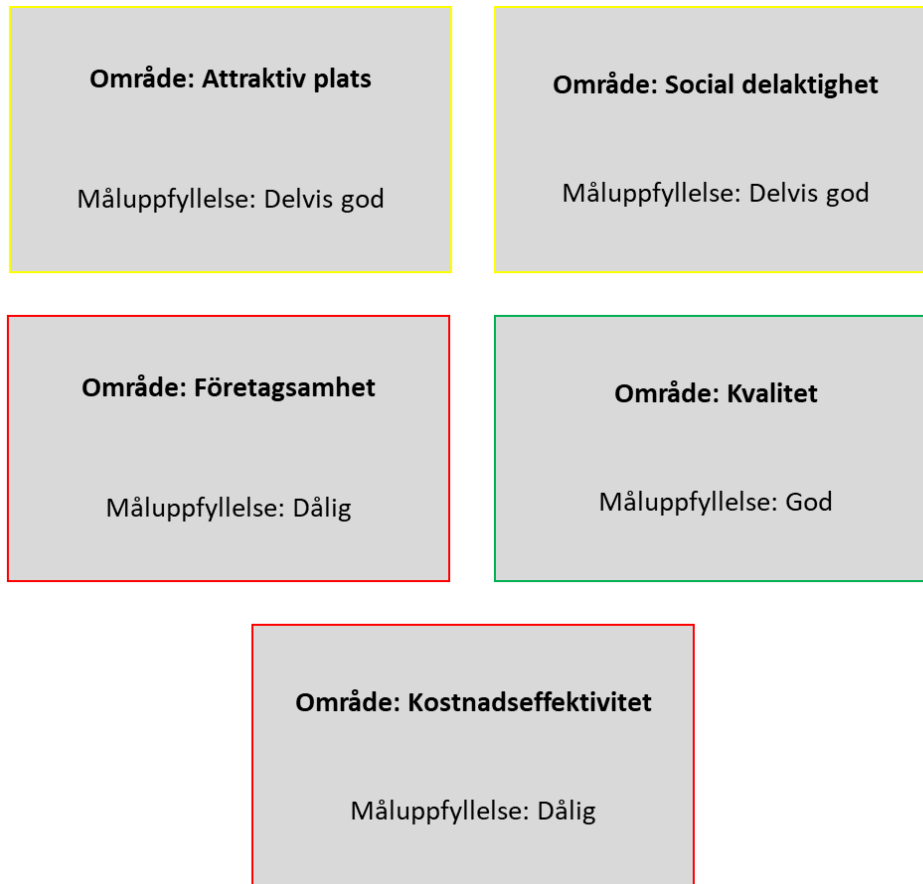 Område: Attraktiv plats
Måluppfyllelse: Delvis god
Område: Social delaktighet
Måluppfyllelse: Delvis god
Område: Företagsamhet
Måluppfyllelse: Dålig
Område: Kvalitet
Måluppfyllelse: God
Område: Kostnadseffektivitet
Måluppfyllelse: Dålig